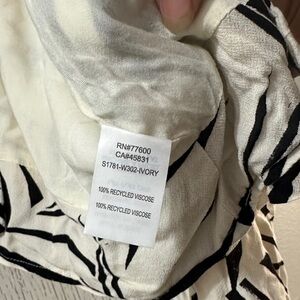 RN#77600
CA#45831
S1781-W302-IVORY
100% RECYCLED VISCOSE
100% RECYCLED VISCOSE